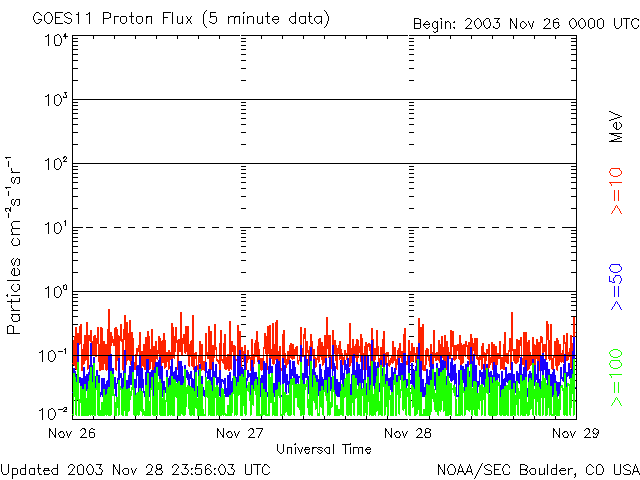 GOES11 Proton Flux (5 minute data)
Begin: 2003 Nov 26 0000 UTC
Particles cm⁻²s⁻¹sr⁻¹
10⁴
10³
10²
10¹
10⁰
10⁻¹
10⁻²
MeV
>=10
>=50
>=100
Nov 26
Nov 27
Nov 28
Nov 29
Universal Time
Updated 2003 Nov 28 23:56:03 UTC
NOAA/SEC Boulder, CO USA